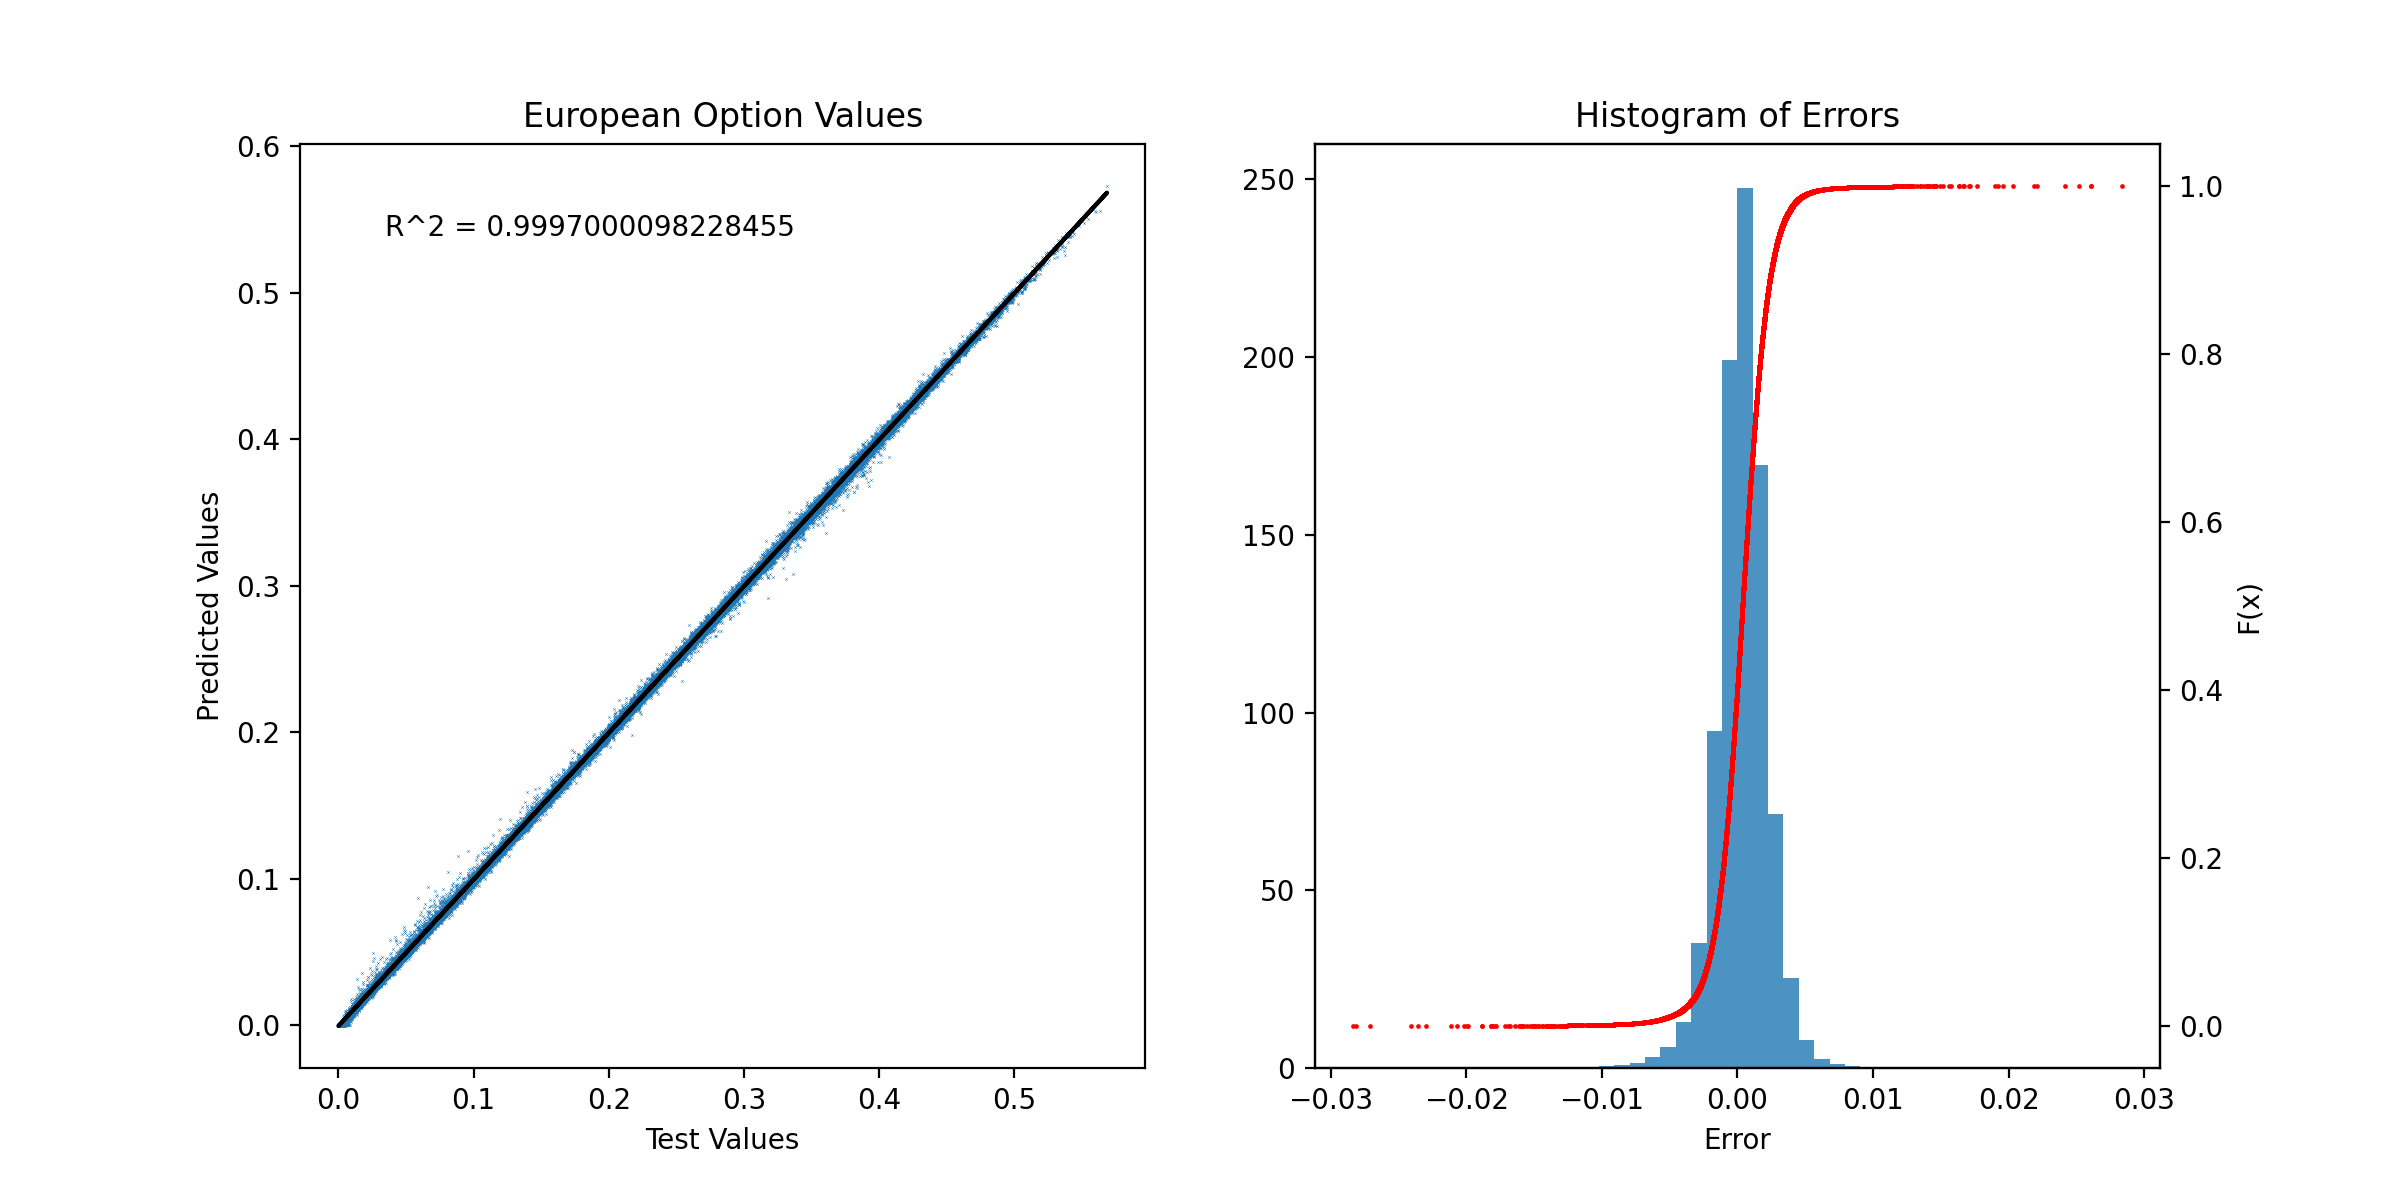 European Option Values
0.6
0.5
0.4
0.3
0.2
0.1
0.0
Predicted Values
R^2 = 0.9997000098228455
0.0 0.1 0.2 0.3 0.4 0.5
Test Values
Histogram of Errors
250
200
150
100
50
0
1.0
0.8
0.6
0.4
0.2
0.0
F(x)
−0.03 −0.02 −0.01 0.00 0.01 0.02 0.03
Error